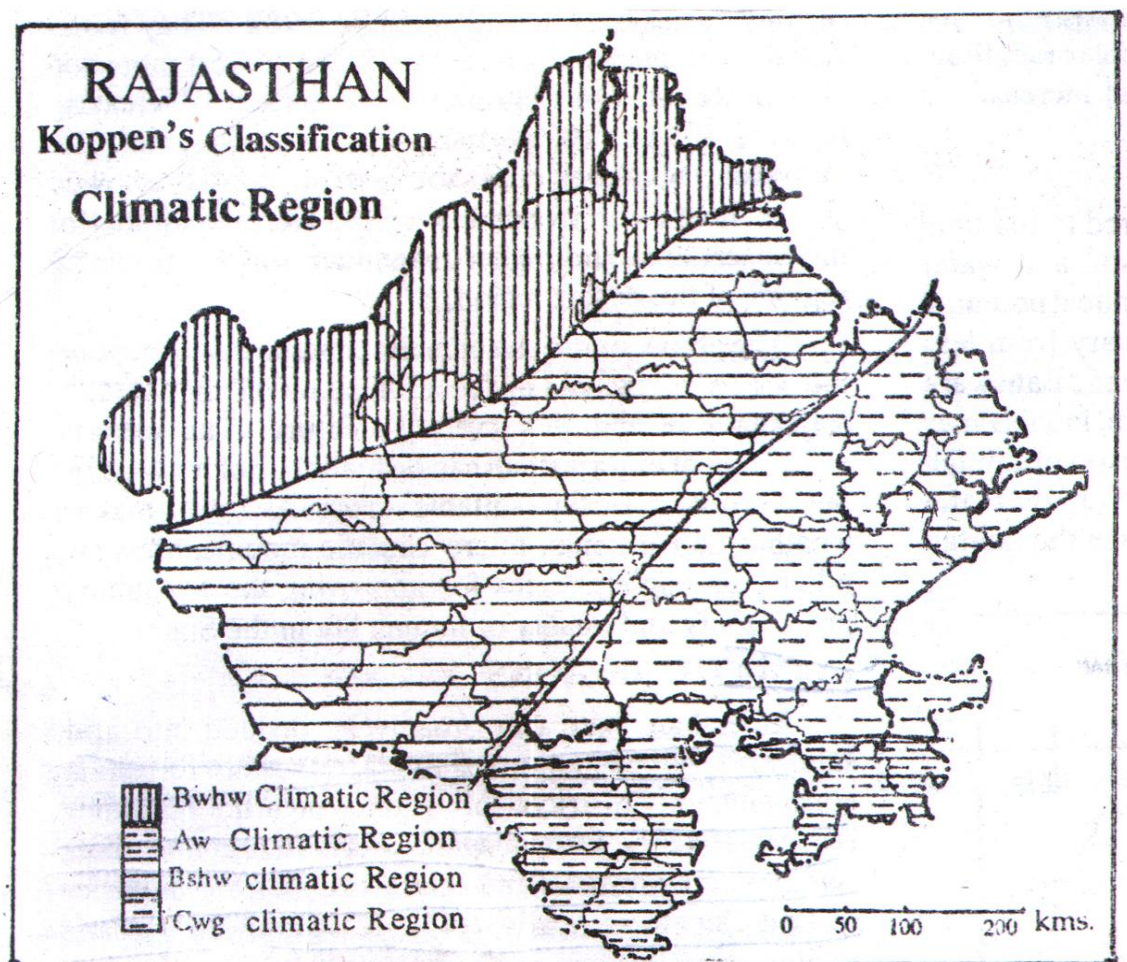 RAJASTHAN
Koppen's Classification
Climatic Region
Bwhw Climatic Region
Aw Climatic Region
Bshw climatic Region
Cwg climatic Region
0 50 100 200 kms.